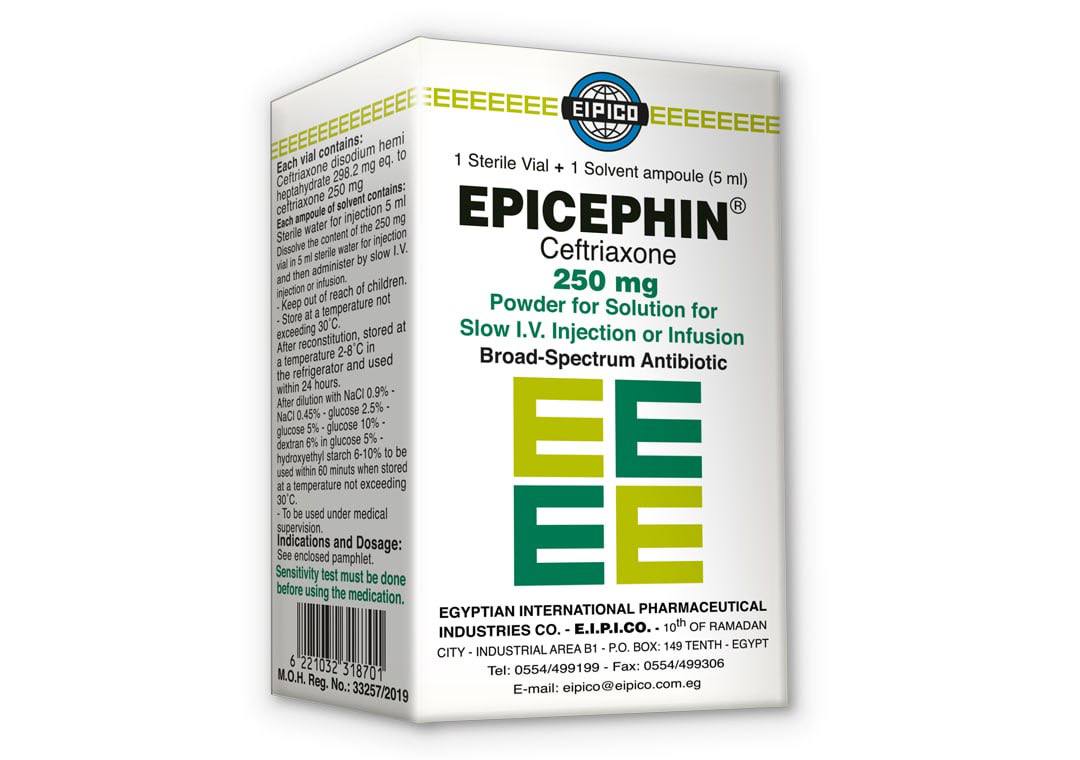 EEEEEEEEEEEEE
Each vial contains:
Ceftriaxone disodium hemi
heptahydrate 298.2 mg eq. to
ceftriaxone 250 mg
Each ampoule of solvent contains:
Sterile water for injection 5 ml
Dissolve the content of the 250 mg
vial in 5 ml sterile water for injection
and then administer by slow I.V.
injection or infusion.
- Keep out of reach of children.
- Store at a temperature not
exceeding 30˚C.
After reconstitution, stored at
a temperature 2-8˚C in
the refrigerator and used
within 24 hours.
After dilution with NaCl 0.9% -
NaCl 0.45% - glucose 2.5% -
glucose 5% - glucose 10% -
dextran 6% in glucose 5% -
hydroxyethyl starch 6-10% to be
used within 60 minuts when stored
at a temperature not exceeding
30˚C.
- To be used under medical
supervision.
Indications and Dosage:
See enclosed pamphlet.
Sensitivity test must be done
before using the medication.
6 221032 318701
M.O.H. Reg. No.: 33257/2019
EEEEEEEEE EIPICO EEEEEEEEE
1 Sterile Vial + 1 Solvent ampoule (5 ml)
EPICEPHIN®
Ceftriaxone
250 mg
Powder for Solution for
Slow I.V. Injection or Infusion
Broad-Spectrum Antibiotic
E E
E E
EGYPTIAN INTERNATIONAL PHARMACEUTICAL
INDUSTRIES CO. - E.I.P.I.CO. - 10th OF RAMADAN
CITY - INDUSTRIAL AREA B1 - P.O. BOX: 149 TENTH - EGYPT
Tel: 0554/499199 - Fax: 0554/499306
E-mail: eipico@eipico.com.eg